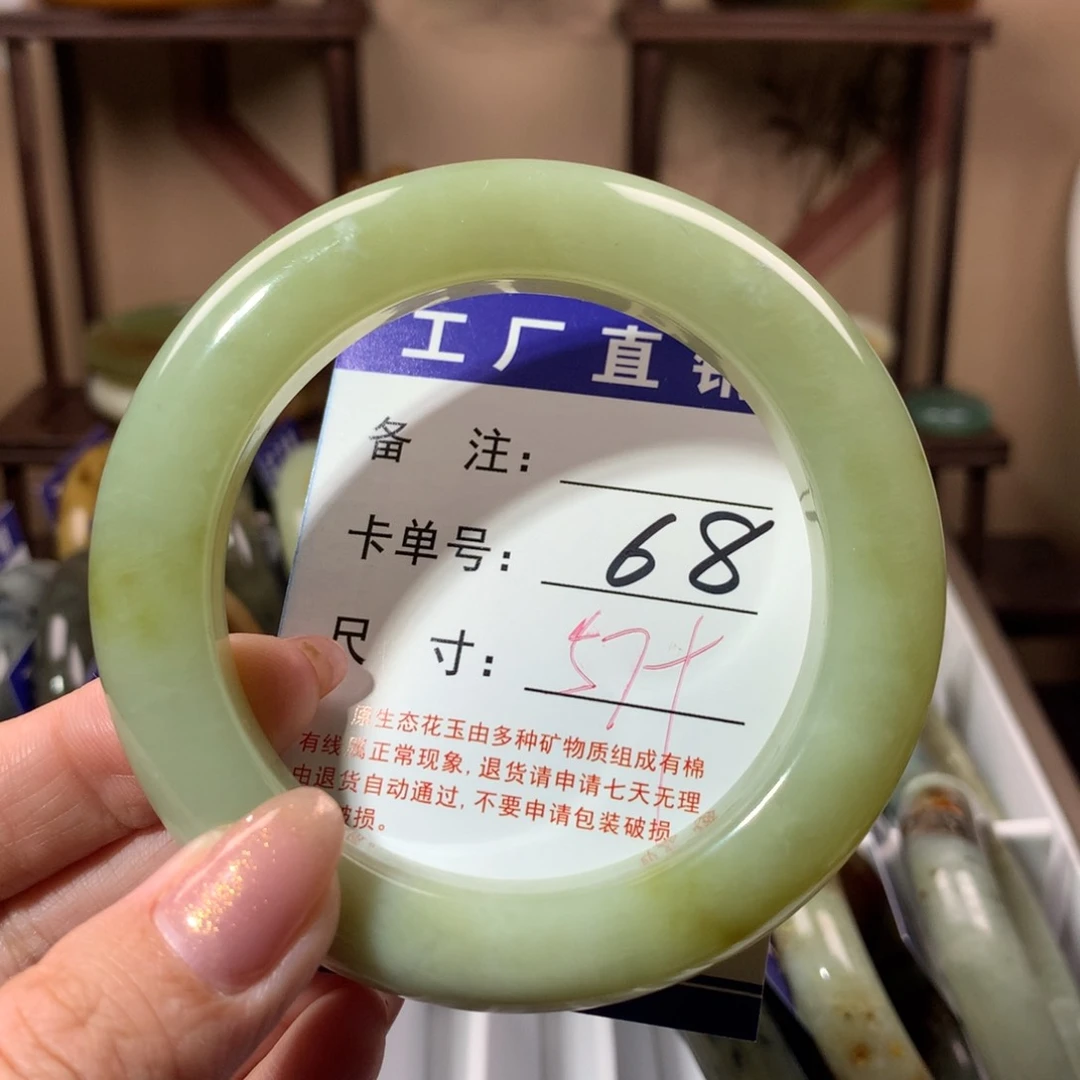 工厂直销
备 注：
卡单号： 68
尺 寸： 57+
原生态花玉由多种矿物质组成有棉
有线属正常现象，退货请申请七天无理
由退货自动通过，不要申请包装破损
破损。